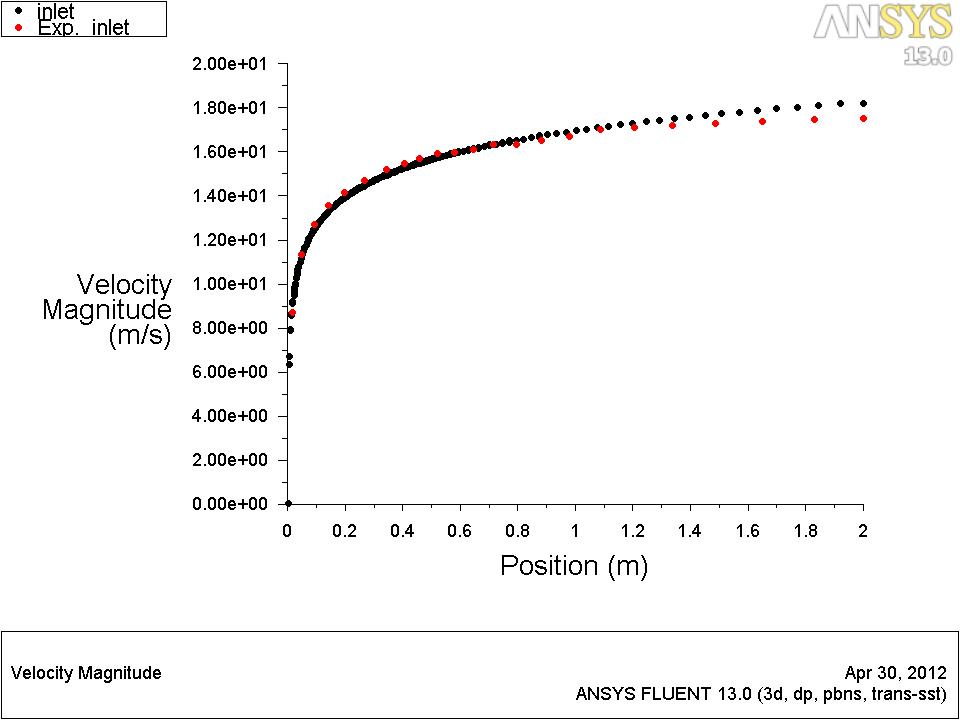 inlet
Exp. inlet
ANSYS
13.0
2.00e+01
1.80e+01
1.60e+01
1.40e+01
1.20e+01
1.00e+01
8.00e+00
6.00e+00
4.00e+00
2.00e+00
0.00e+00
Velocity
Magnitude
(m/s)
0 0.2 0.4 0.6 0.8 1 1.2 1.4 1.6 1.8 2
Position (m)
Velocity Magnitude
Apr 30, 2012
ANSYS FLUENT 13.0 (3d, dp, pbns, trans-sst)